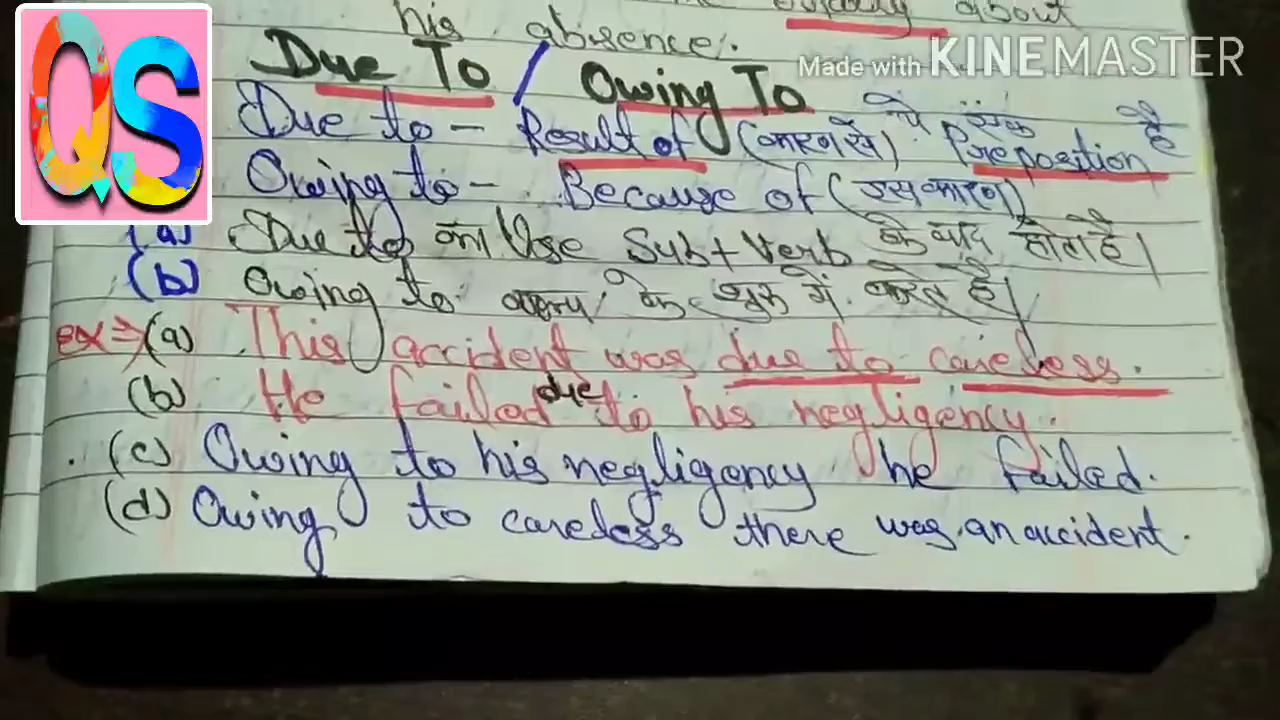 QS
his absence.
Made with KINEMASTER
Due To / Owing To
Due to - Result of (कारण से) ये एक Preposition है
Owing to - Because of (इस कारण)
(a) Due to का Use Sub + Verb के बाद होता है।
(b) Owing to वाक्य के शुरू में करते है।
ex ⇒ (a) This accident was due to careless.
(b) He failed due to his negligency.
(c) Owing to his negligency he failed.
(d) Owing to careless there was an accident.